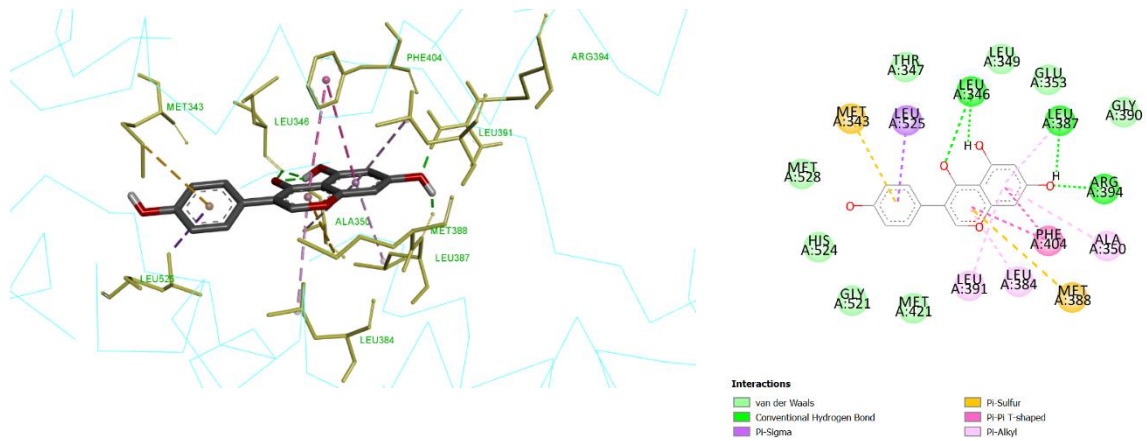 PHE404
ARG394
MET343
LEU346
LEU391
ALA350
MET388
LEU387
LEU525
LEU384
THR
A:347
LEU
A:349
LEU
A:346
GLU
A:353
MET
A:343
LEU
A:525
LEU
A:387
GLY
A:390
H
O
O
H
MET
A:528
O
ARG
A:394
O
O
HIS
A:524
PHE
A:404
ALA
A:350
LEU
A:391
LEU
A:384
MET
A:388
GLY
A:521
MET
A:421
Interactions
van der Waals
Conventional Hydrogen Bond
Pi-Sigma
Pi-Sulfur
Pi-Pi T-shaped
Pi-Alkyl